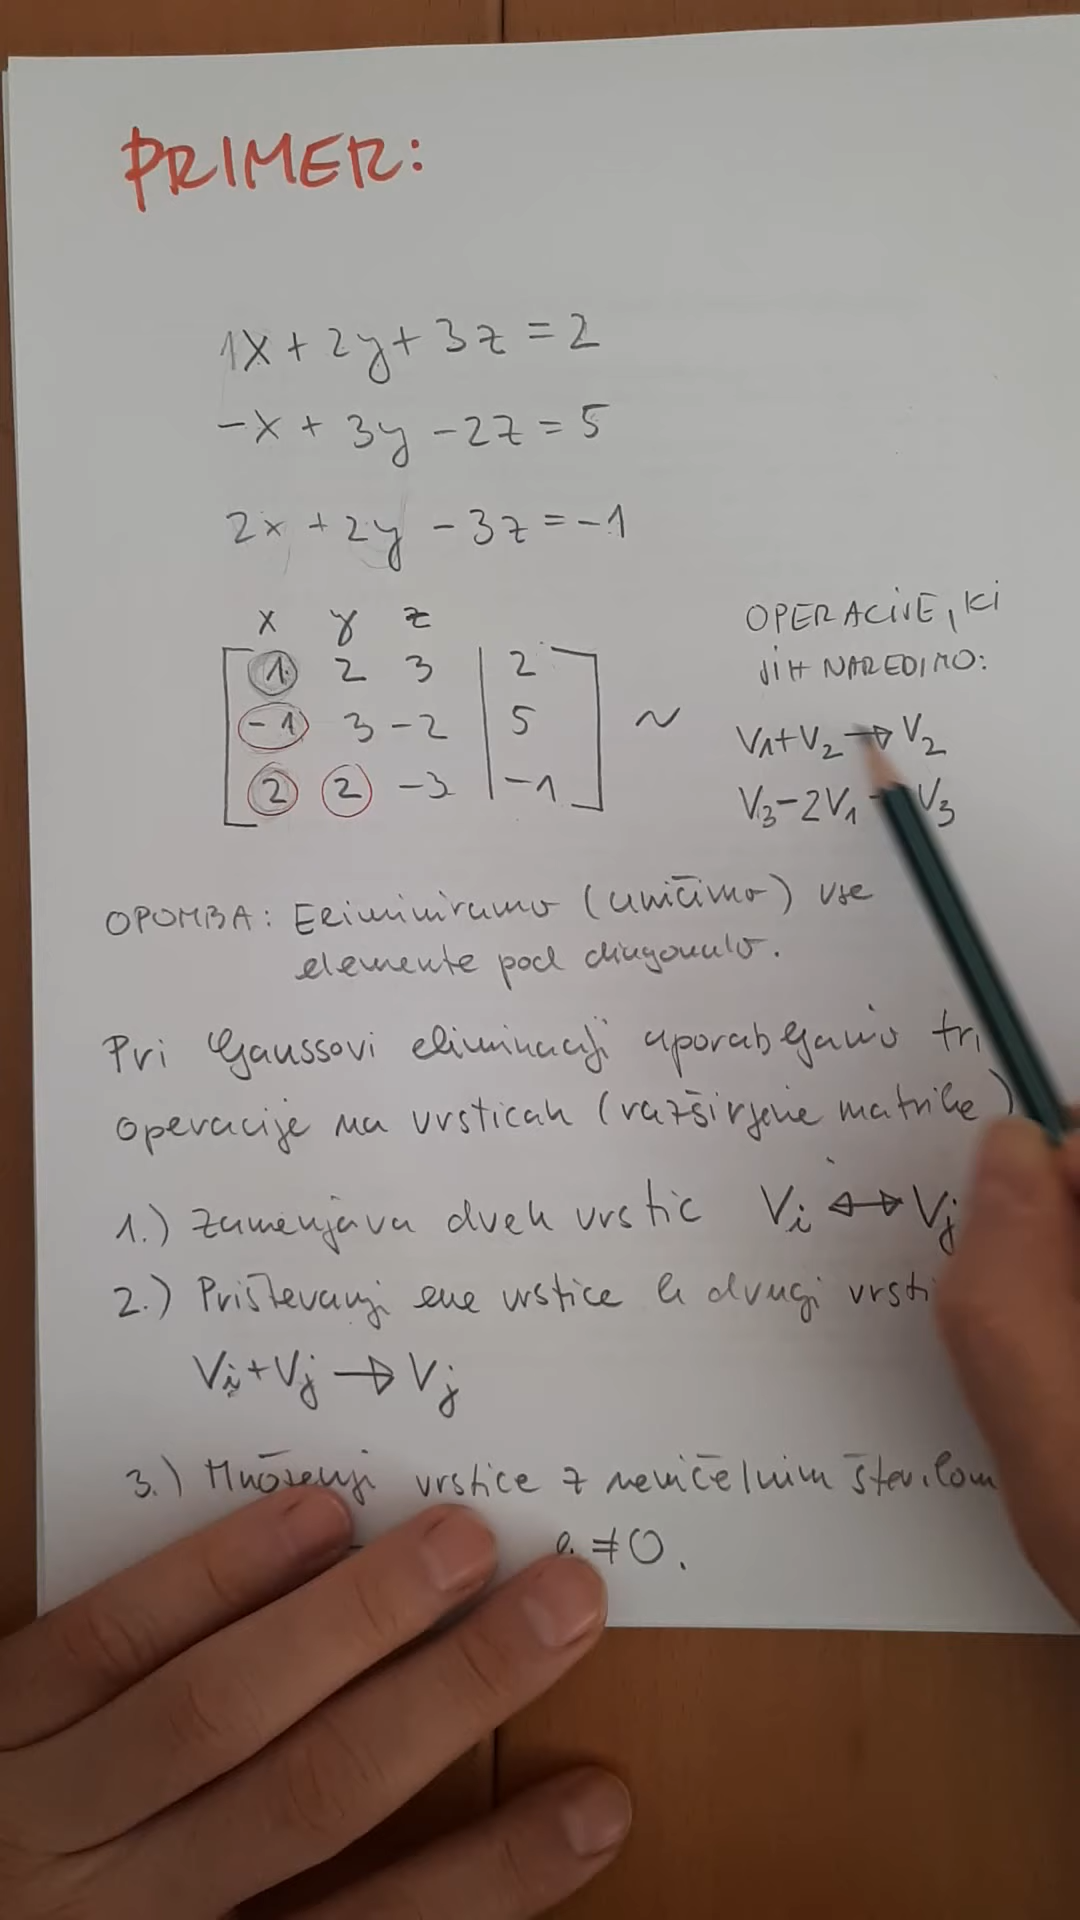 PRIMER:
1x + 2y + 3z = 2
-x + 3y - 2z = 5
2x + 2y - 3z = -1
x y z
1 2 3 | 2
-1 3 -2 | 5
2 2 -3 | -1
~
OPERACIJE, KI
JIH NAREDIMO:
V1+V2 → V2
V3-2V1 V3
OPOMBA: Eliminiramo (uničimo) vse
elemente pod diagonalo.
Pri Gaussovi eliminaciji uporabljamo tri
operacije na vrsticah (razširjene matrike)
1.) Zamenjava dveh vrstic Vi ↔ Vj
2.) Prištevanje ene vrstice k drugi vrsti
Vi+Vj → Vj
3.) Množenje vrstice z neničelnim številom
≠0.